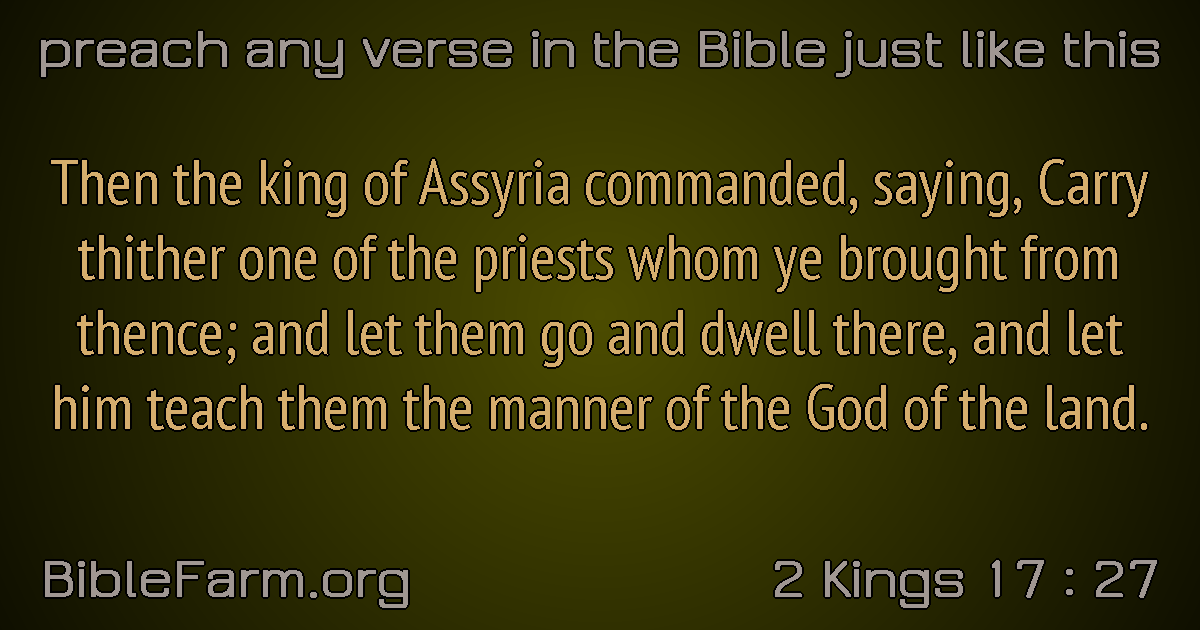 preach any verse in the Bible just like this
Then the king of Assyria commanded, saying, Carry
thither one of the priests whom ye brought from
thence; and let them go and dwell there, and let
him teach them the manner of the God of the land.
BibleFarm.org
2 Kings 17 : 27